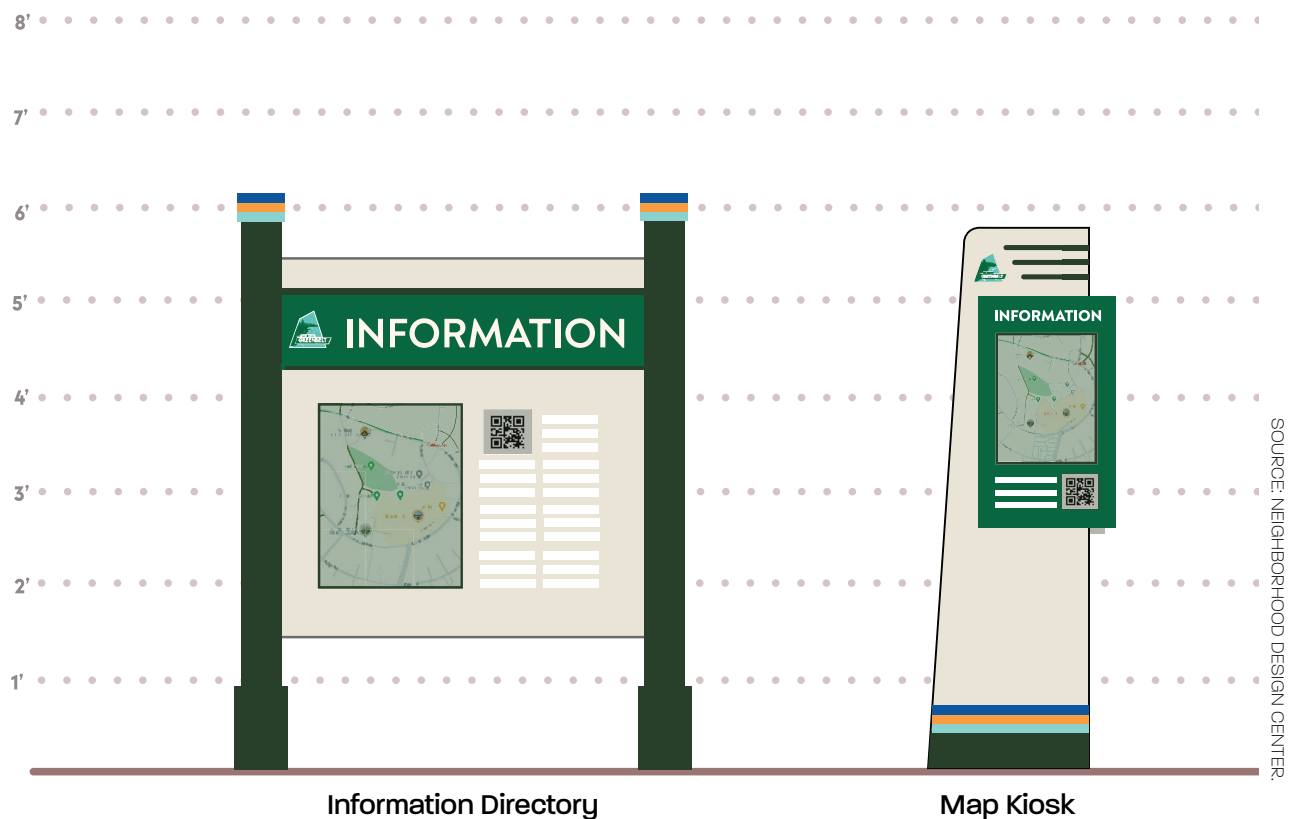 8'
7'
6'
5'
4'
3'
2'
1'
INFORMATION
INFORMATION
SOURCE: NEIGHBORHOOD DESIGN CENTER.
Information Directory
Map Kiosk